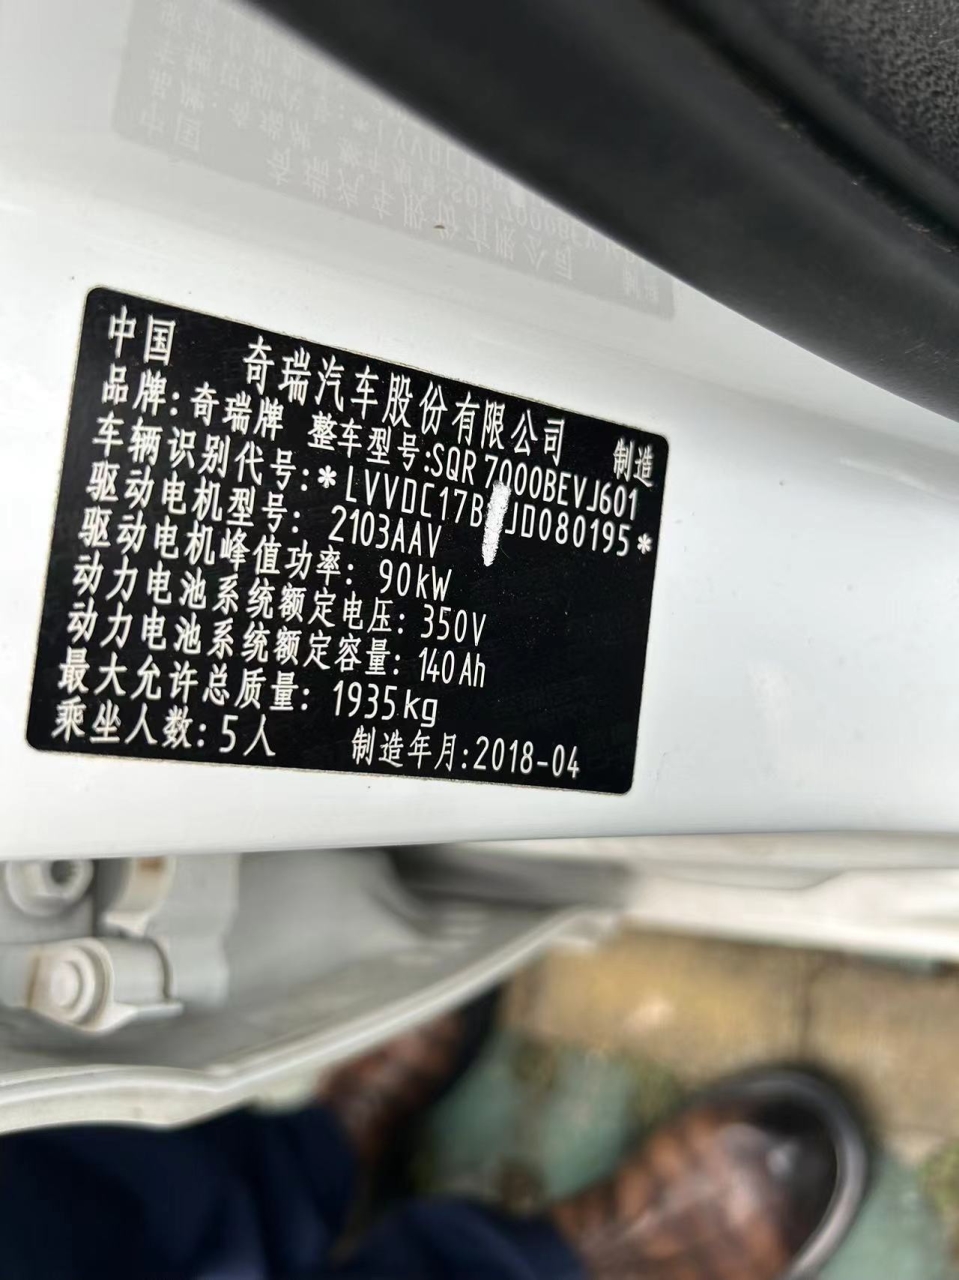 中国 奇瑞汽车股份有限公司 制造
品牌:奇瑞牌 整车型号:SQR7000BEVJ601
车辆识别代号:*LVVDC17B JD080195*
驱动电机型号: 2103AAV
驱动电机峰值功率: 90kW
动力电池系统额定电压: 350V
动力电池系统额定容量: 140Ah
最大允许总质量: 1935kg
乘坐人数:5人 制造年月:2018-04